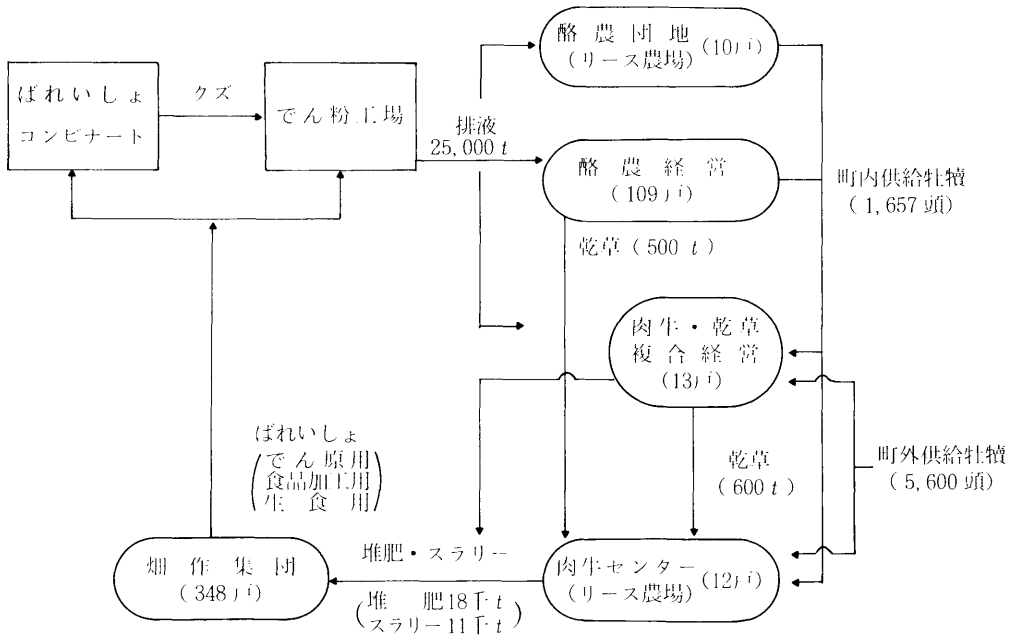 酪農団地
(リース農場)
(10戸)
ばれいしょ
コンビナート
クズ
でん粉工場
排液
25,000 t
酪農経営
(109戸)
町内供給牡犢
(1,657頭)
乾草(500 t)
肉牛・乾草
複合経営
(13戸)
ばれいしょ
でん原用
食品加工用
生食用
乾草
(600t)
町外供給牡犢
(5,600頭)
畑作集団
(348戸)
堆肥・スラリー
堆肥18千t
スラリー11千t
肉牛センター
(リース農場)
(12戸)